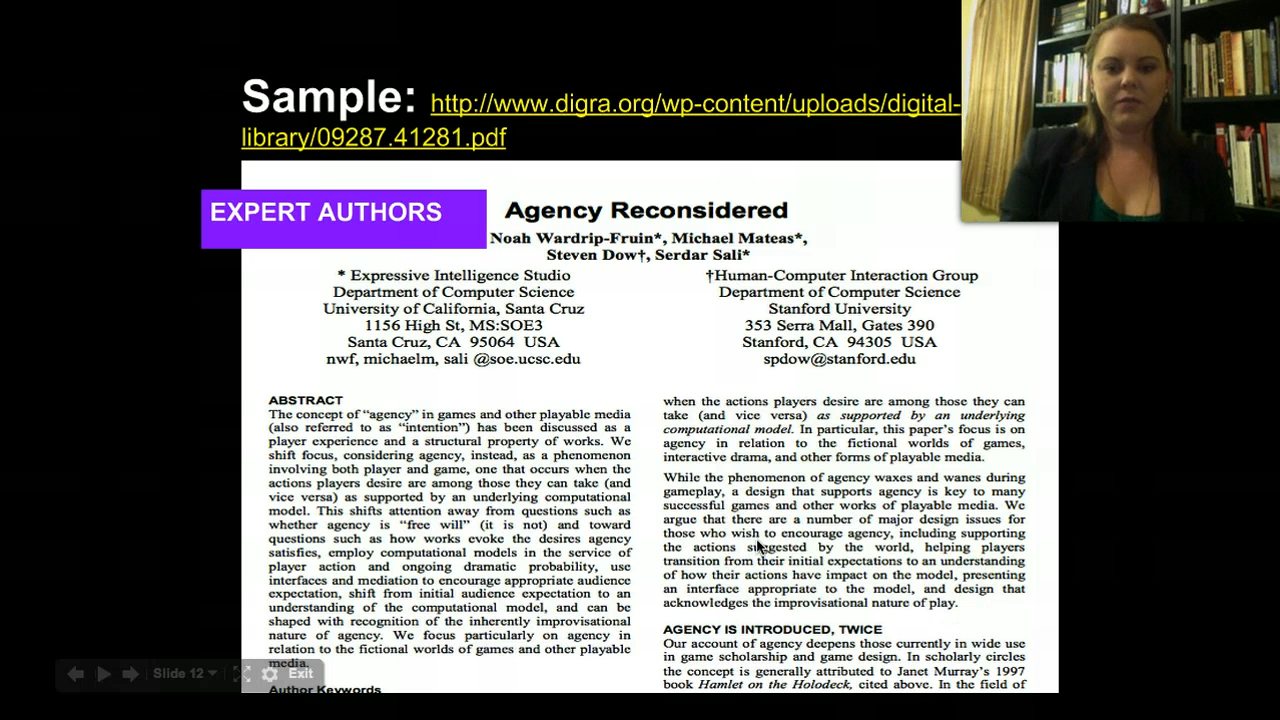 Sample: http://www.digra.org/wp-content/uploads/digital-
library/09287.41281.pdf
EXPERT AUTHORS
Agency Reconsidered
Noah Wardrip-Fruin*, Michael Mateas*,
Steven Dow†, Serdar Sali*
* Expressive Intelligence Studio
Department of Computer Science
University of California, Santa Cruz
1156 High St, MS:SOE3
Santa Cruz, CA 95064 USA
nwf, michaelm, sali @soe.ucsc.edu
†Human-Computer Interaction Group
Department of Computer Science
Stanford University
353 Serra Mall, Gates 390
Stanford, CA 94305 USA
spdow@stanford.edu
ABSTRACT
The concept of “agency” in games and other playable media
(also referred to as “intention”) has been discussed as a
player experience and a structural property of works. We
shift focus, considering agency, instead, as a phenomenon
involving both player and game, one that occurs when the
actions players desire are among those they can take (and
vice versa) as supported by an underlying computational
model. This shifts attention away from questions such as
whether agency is “free will” (it is not) and toward
questions such as how works evoke the desires agency
satisfies, employ computational models in the service of
player action and ongoing dramatic probability, use
interfaces and mediation to encourage appropriate audience
expectation, shift from initial audience expectation to an
understanding of the computational model, and can be
shaped with recognition of the inherently improvisational
nature of agency. We focus particularly on agency in
relation to the fictional worlds of games and other playable
media.
Author Keywords
when the actions players desire are among those they can
take (and vice versa) as supported by an underlying
computational model. In particular, this paper’s focus is on
agency in relation to the fictional worlds of games,
interactive drama, and other forms of playable media.
While the phenomenon of agency waxes and wanes during
gameplay, a design that supports agency is key to many
successful games and other works of playable media. We
argue that there are a number of major design issues for
those who wish to encourage agency, including supporting
the actions suggested by the world, helping players
transition from their initial expectations to an understanding
of how their actions have impact on the model, presenting
an interface appropriate to the model, and design that
acknowledges the improvisational nature of play.
AGENCY IS INTRODUCED, TWICE
Our account of agency deepens those currently in wide use
in game scholarship and game design. In scholarly circles
the concept is generally attributed to Janet Murray’s 1997
book Hamlet on the Holodeck, cited above. In the field of
Slide 12
Exit